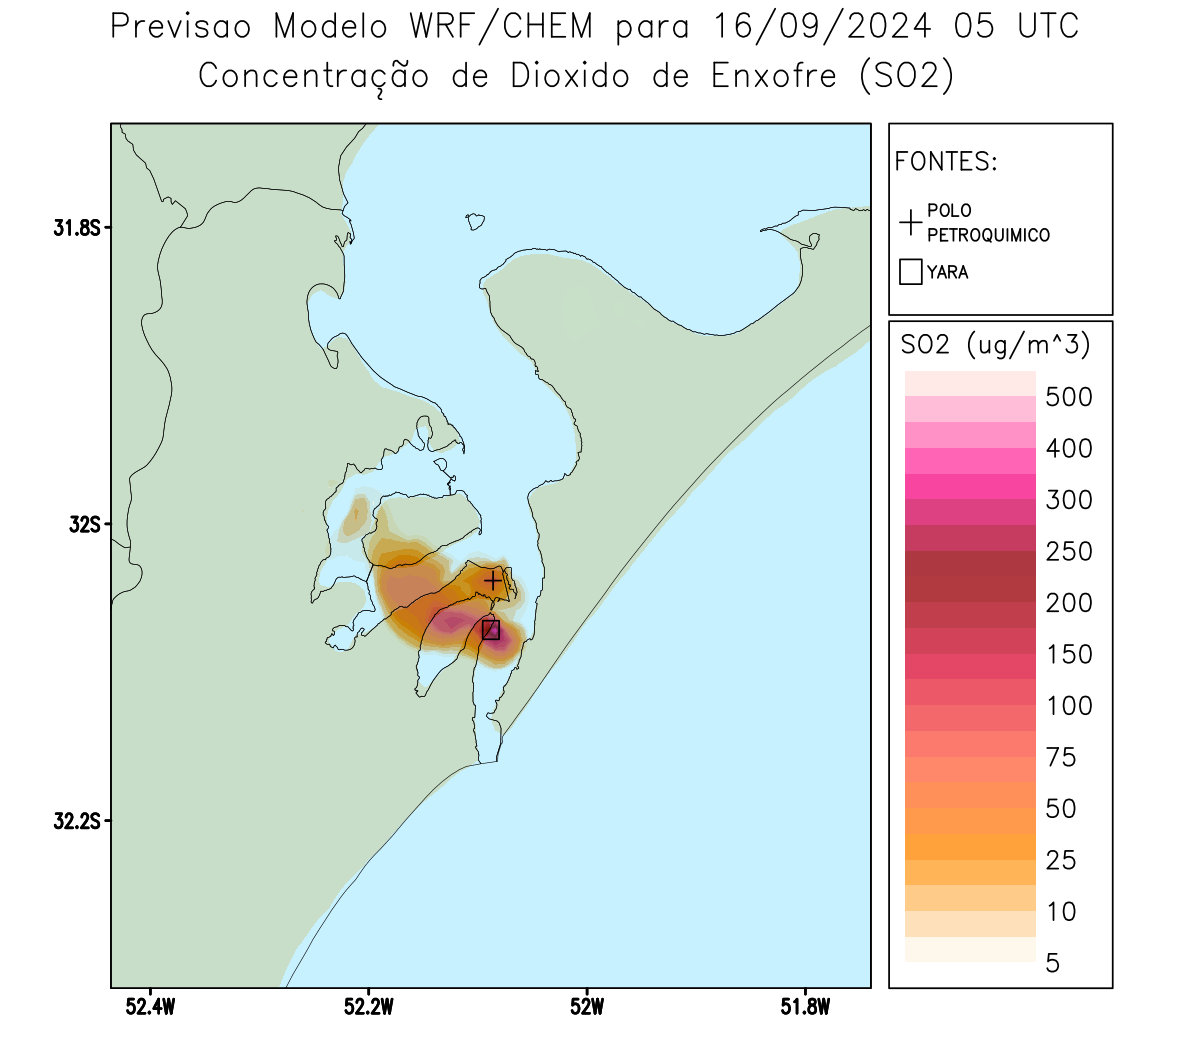 Previsao Modelo WRF/CHEM para 16/09/2024 05 UTC
Concentração de Dioxido de Enxofre (SO2)
FONTES:
POLO
PETROQUIMICO
YARA
SO2 (ug/m^3)
500
400
300
250
200
150
100
75
50
25
10
5
31.8S
32S
32.2S
52.4W
52.2W
52W
51.8W